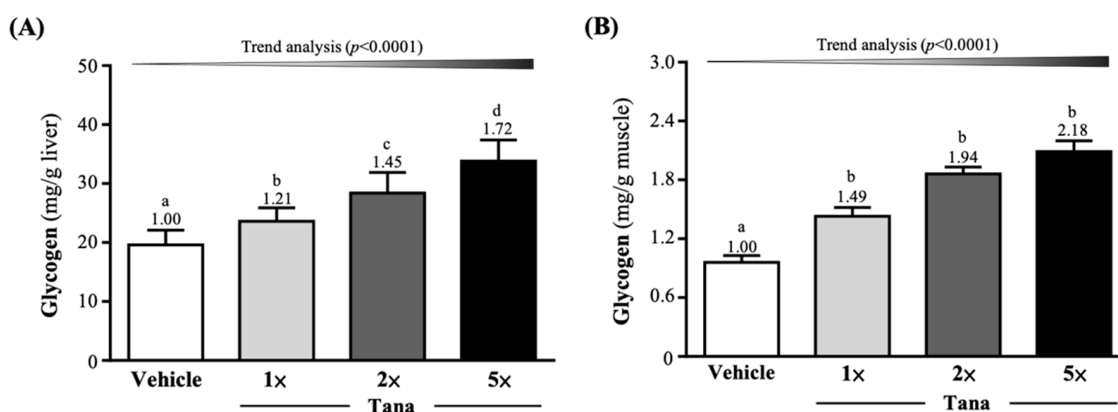 (A)
Trend analysis (p<0.0001)
Glycogen (mg/g liver)
50
40
30
20
10
0
a
1.00
b
1.21
c
1.45
d
1.72
Vehicle
1×
2×
5×
Tana
(B)
Trend analysis (p<0.0001)
Glycogen (mg/g muscle)
3.0
2.4
1.8
1.2
0.6
0
a
1.00
b
1.49
b
1.94
b
2.18
Vehicle
1×
2×
5×
Tana